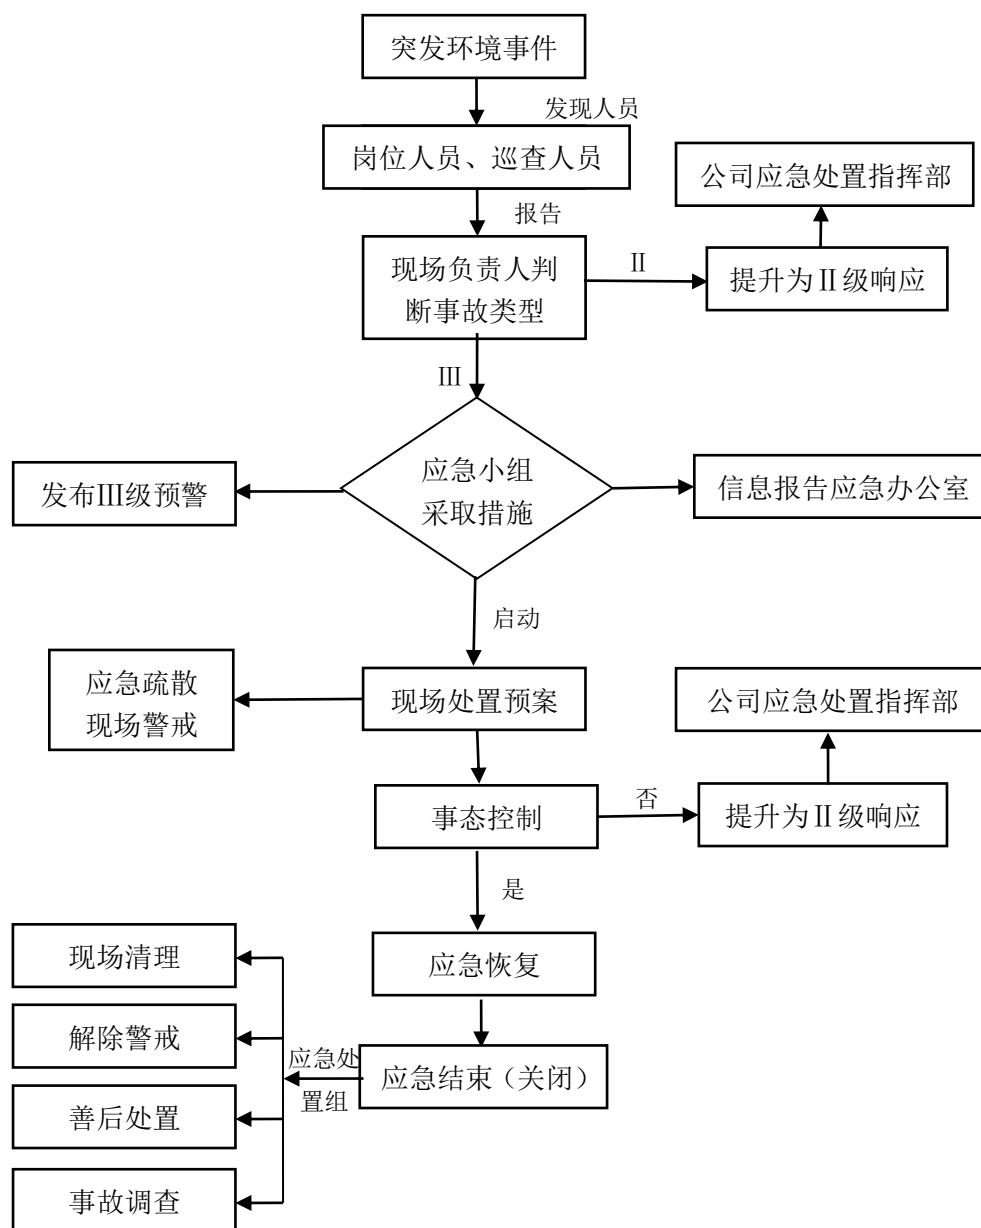 突发环境事件
发现人员
岗位人员、巡查人员
公司应急处置指挥部
报告
现场负责人判
断事故类型
Ⅱ
提升为Ⅱ级响应
Ⅲ
应急小组
采取措施
发布Ⅲ级预警
信息报告应急办公室
启动
应急疏散
现场警戒
现场处置预案
公司应急处置指挥部
事态控制
否
提升为Ⅱ级响应
是
现场清理
应急恢复
解除警戒
应急处
置组
应急结束（关闭）
善后处置
事故调查